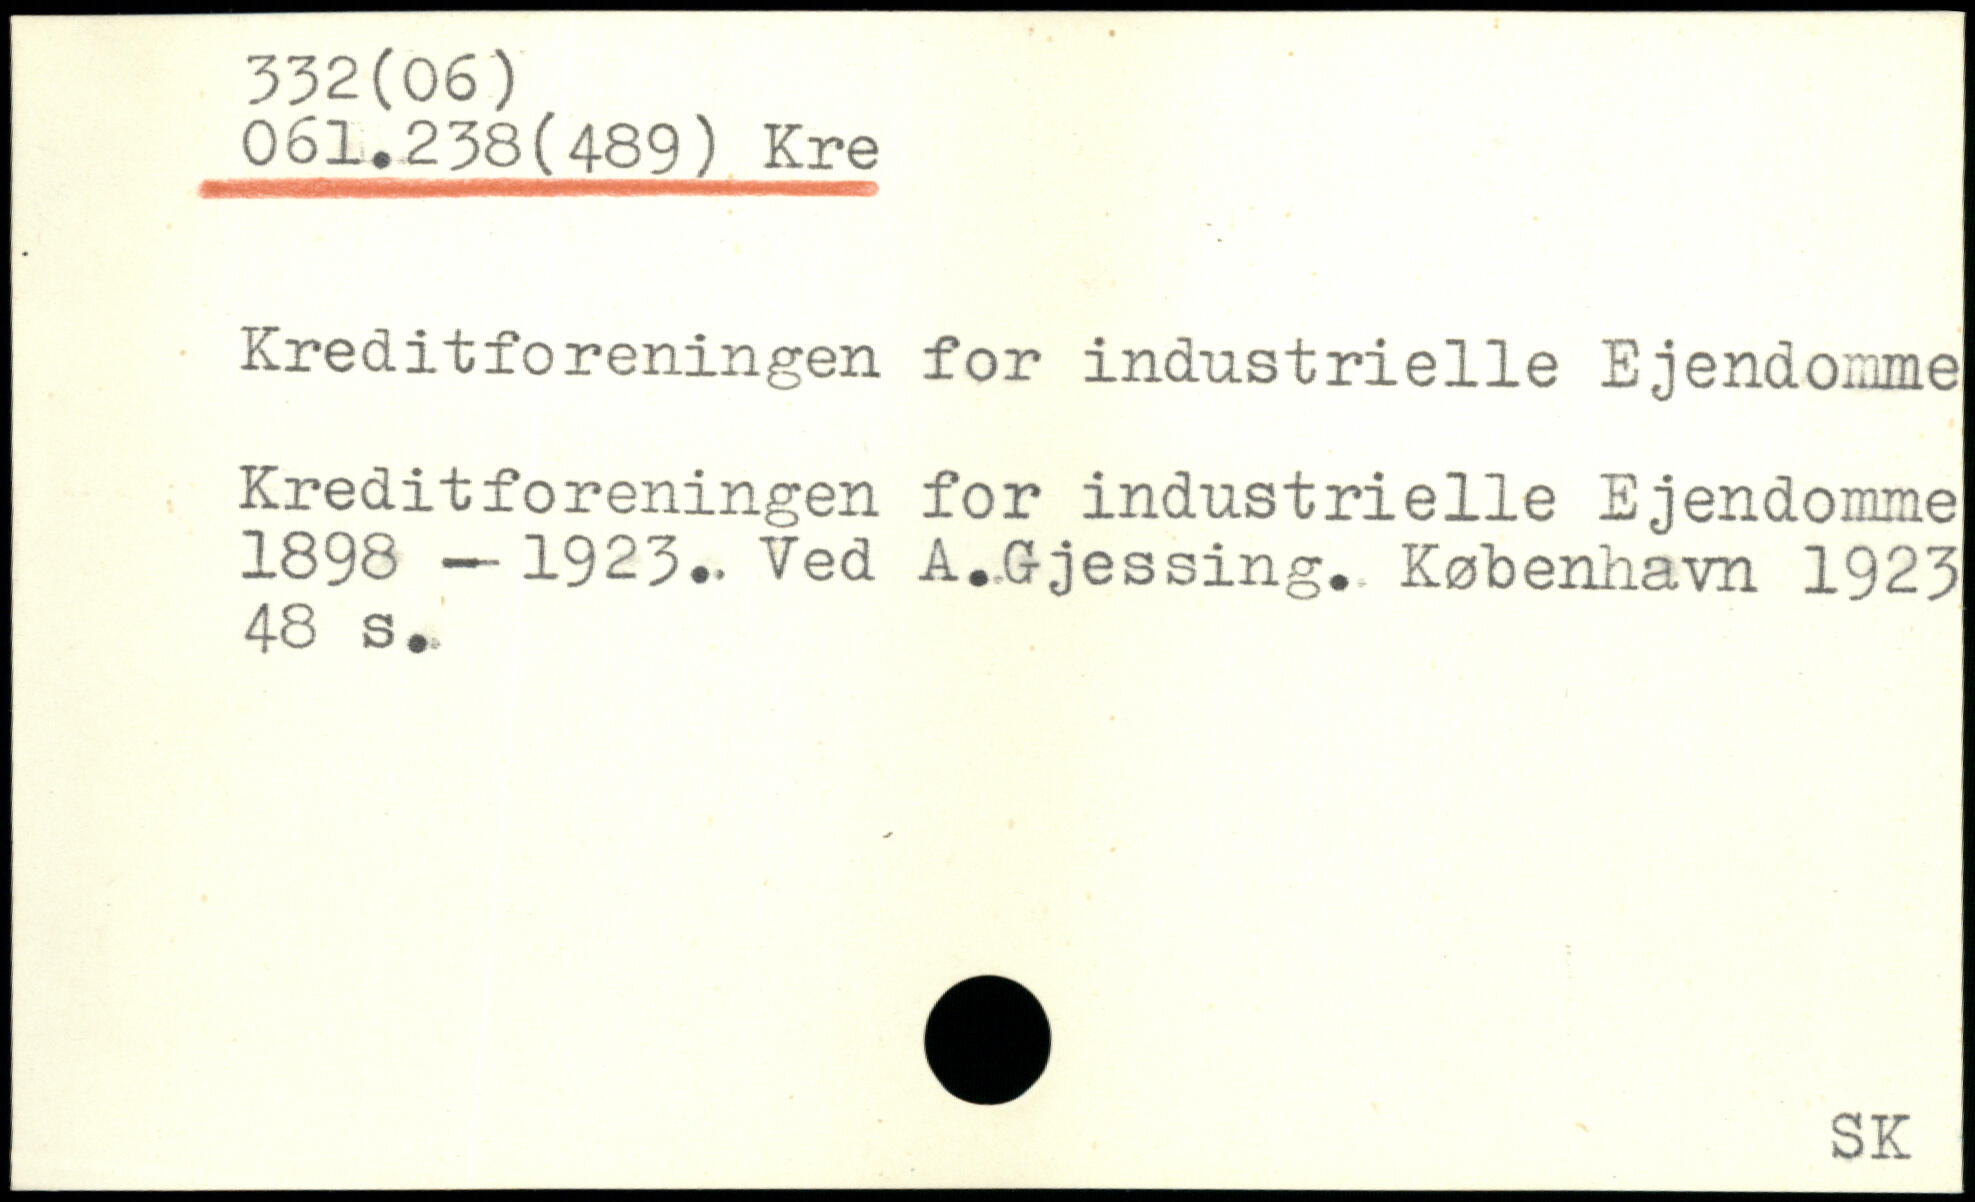 332(06)
061.238(489) Kre
Kreditforeningen for industrielle Ejendomme
Kreditforeningen for industrielle Ejendomme
1898 - 1923. Ved A.Gjessing. København 1923
48 s.
SK